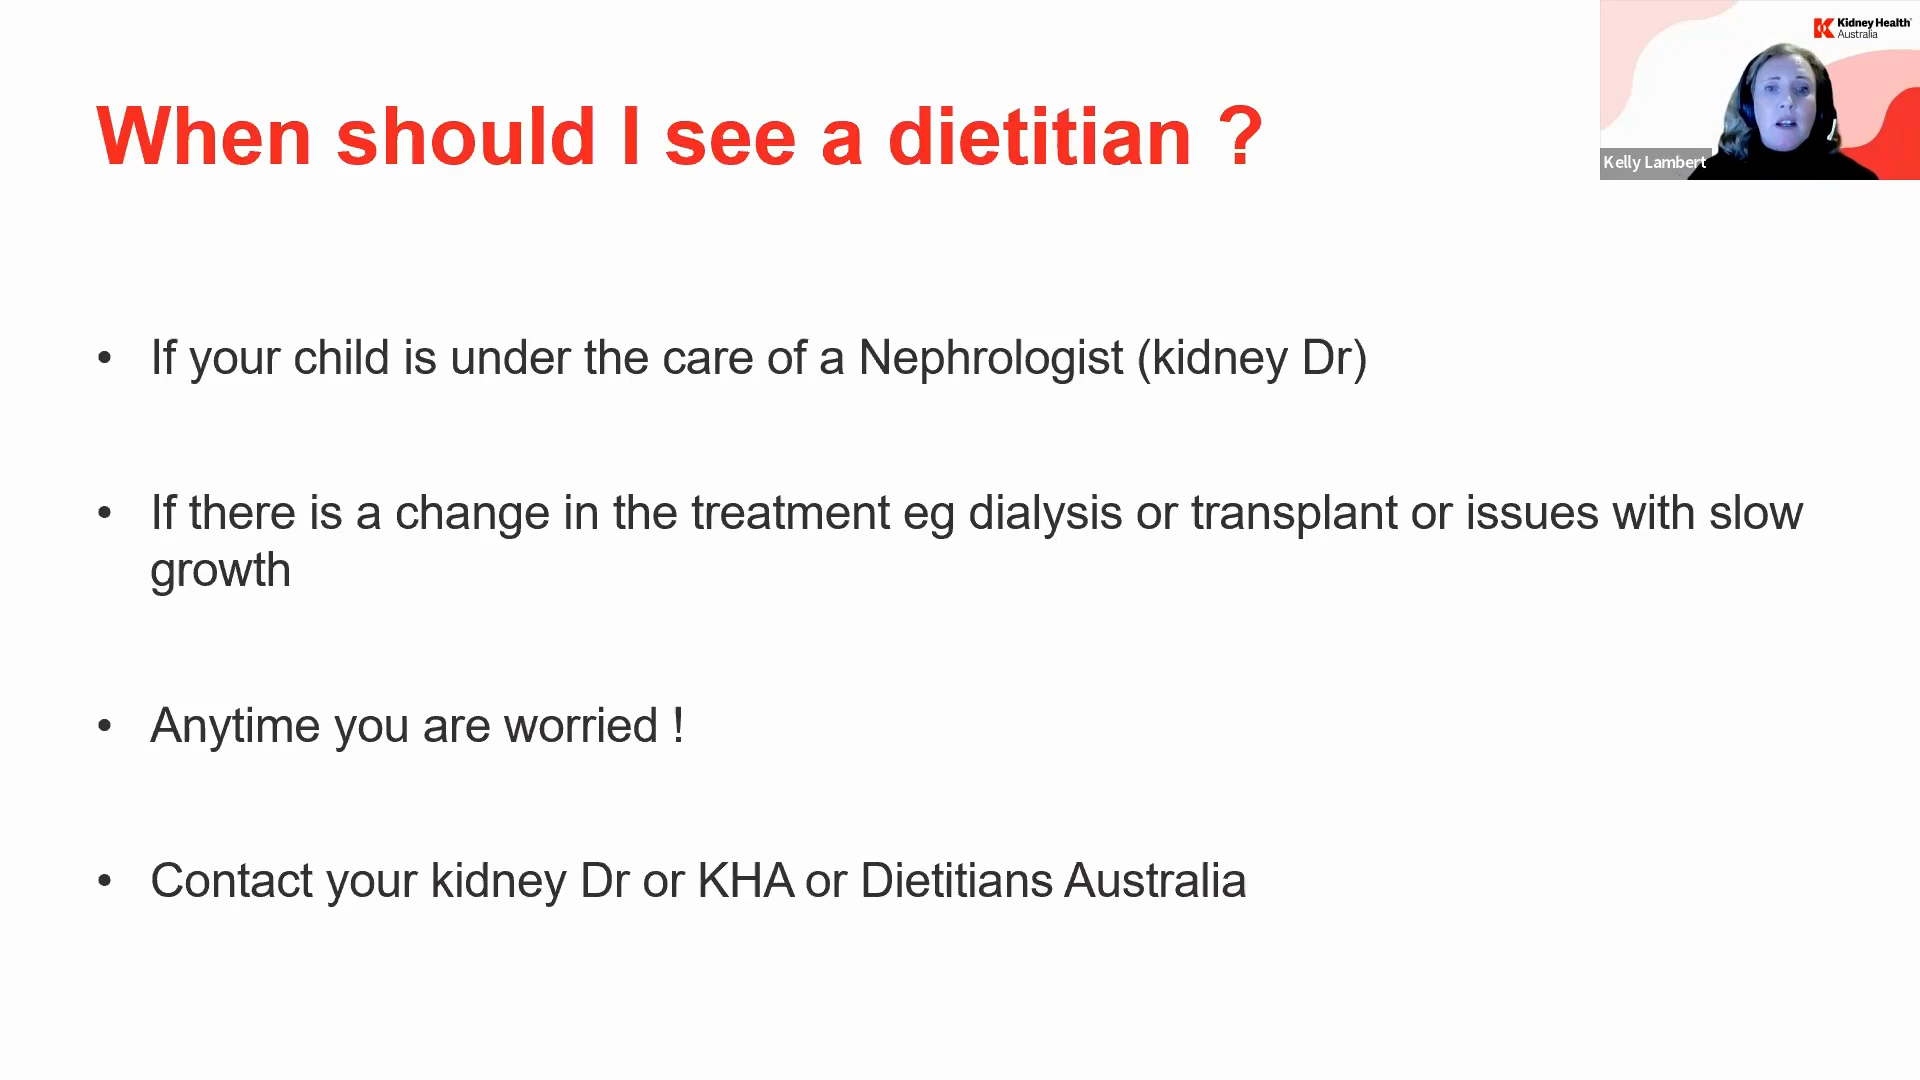 Kidney Health
Australia
Kelly Lambert
When should I see a dietitian ?
• If your child is under the care of a Nephrologist (kidney Dr)
• If there is a change in the treatment eg dialysis or transplant or issues with slow
growth
• Anytime you are worried !
• Contact your kidney Dr or KHA or Dietitians Australia